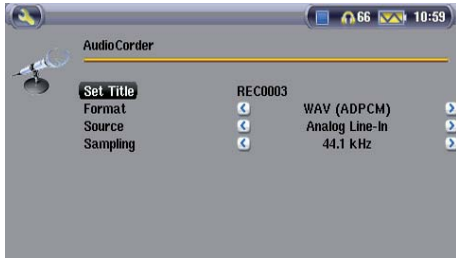 66 10:59
AudioCorder
Set Title REC0003
Format WAV (ADPCM)
Source Analog Line-In
Sampling 44.1 kHz